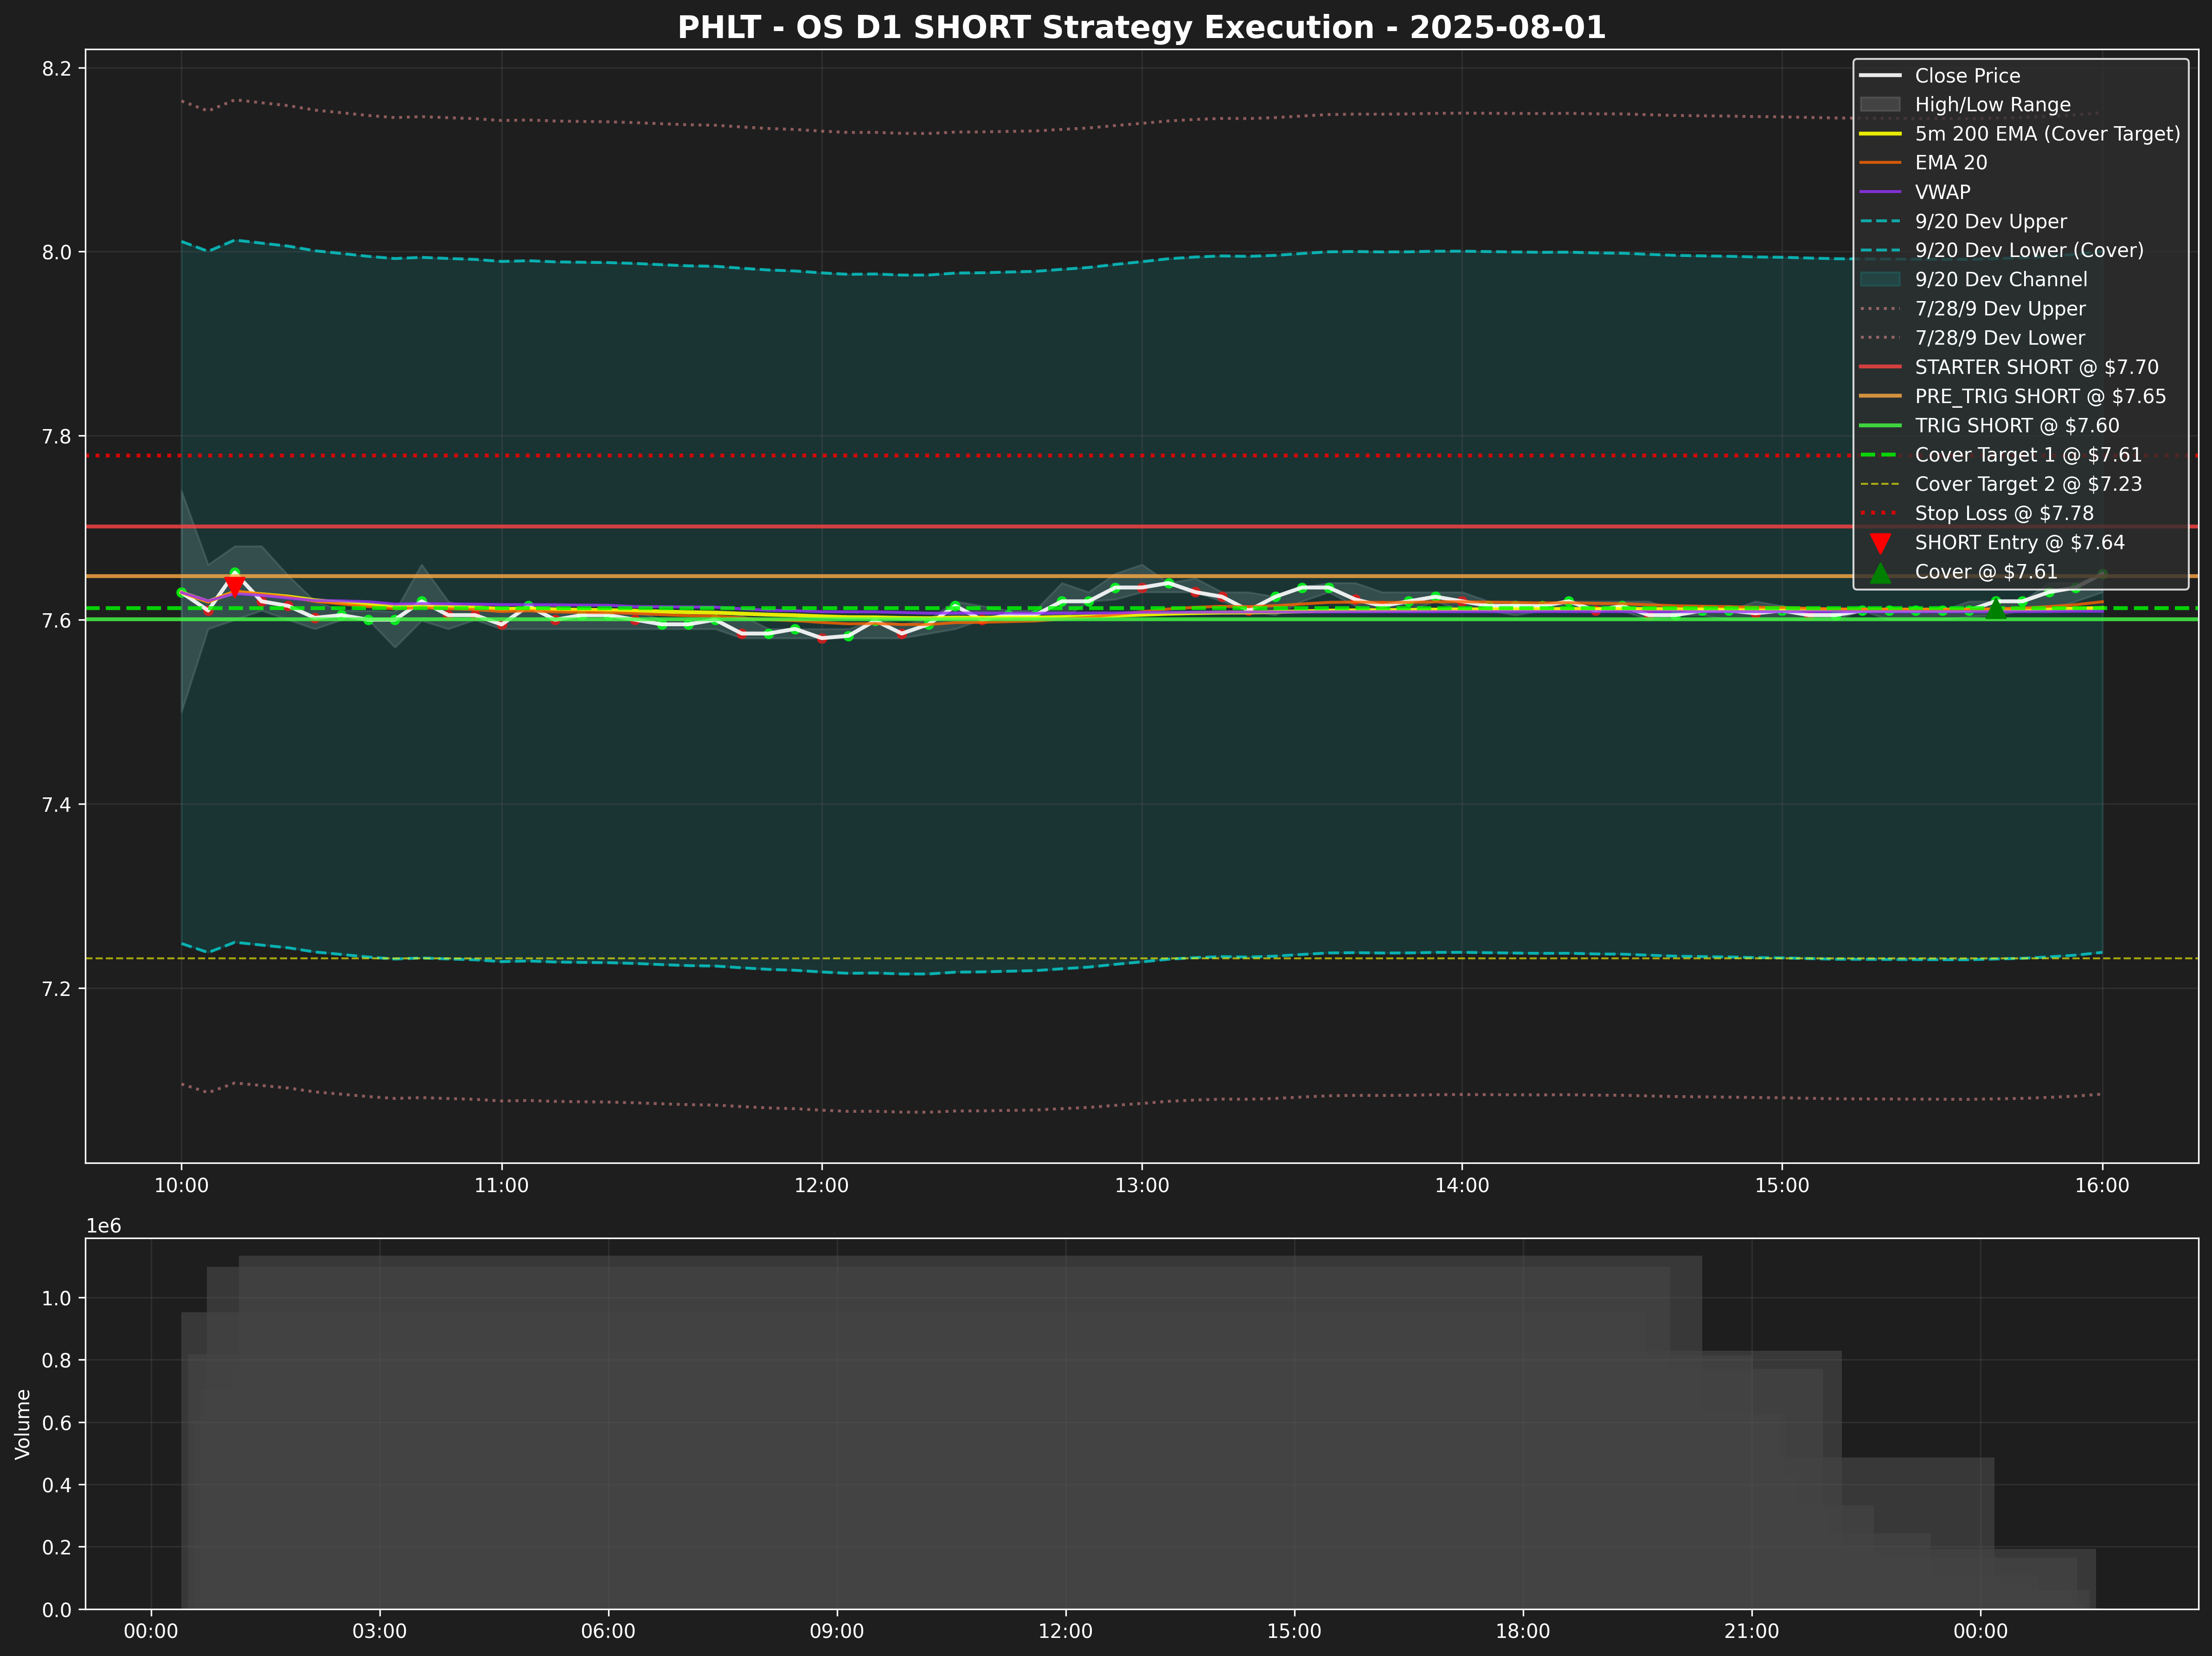 PHLT - OS D1 SHORT Strategy Execution - 2025-08-01
8.2
8.0
7.8
7.6
7.4
7.2
Close Price
High/Low Range
5m 200 EMA (Cover Target)
EMA 20
VWAP
9/20 Dev Upper
9/20 Dev Lower (Cover)
9/20 Dev Channel
7/28/9 Dev Upper
7/28/9 Dev Lower
STARTER SHORT @ $7.70
PRE_TRIG SHORT @ $7.65
TRIG SHORT @ $7.60
Cover Target 1 @ $7.61
Cover Target 2 @ $7.23
Stop Loss @ $7.78
SHORT Entry @ $7.64
Cover @ $7.61
10:00 11:00 12:00 13:00 14:00 15:00 16:00
1e6
Volume
1.0
0.8
0.6
0.4
0.2
0.0
00:00 03:00 06:00 09:00 12:00 15:00 18:00 21:00 00:00